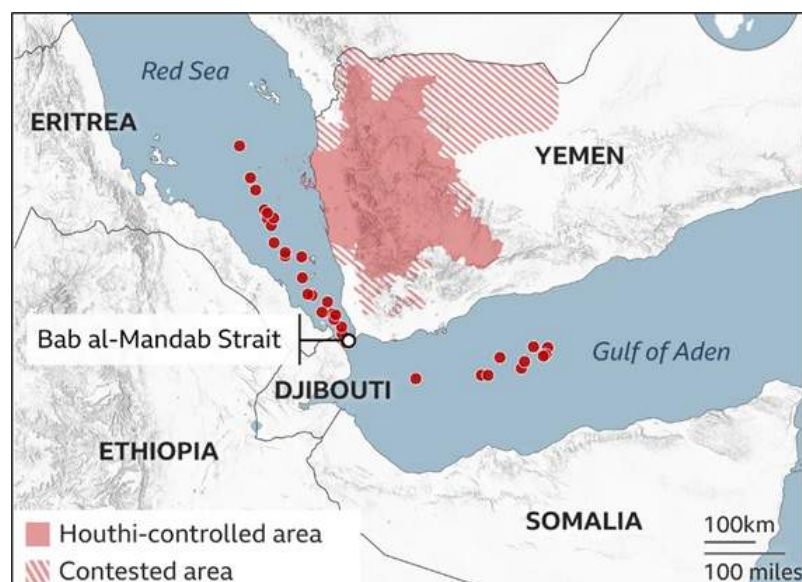 Red Sea
ERITREA
YEMEN
Bab al-Mandab Strait
Gulf of Aden
DJIBOUTI
ETHIOPIA
SOMALIA
Houthi-controlled area
Contested area
100km
100 miles